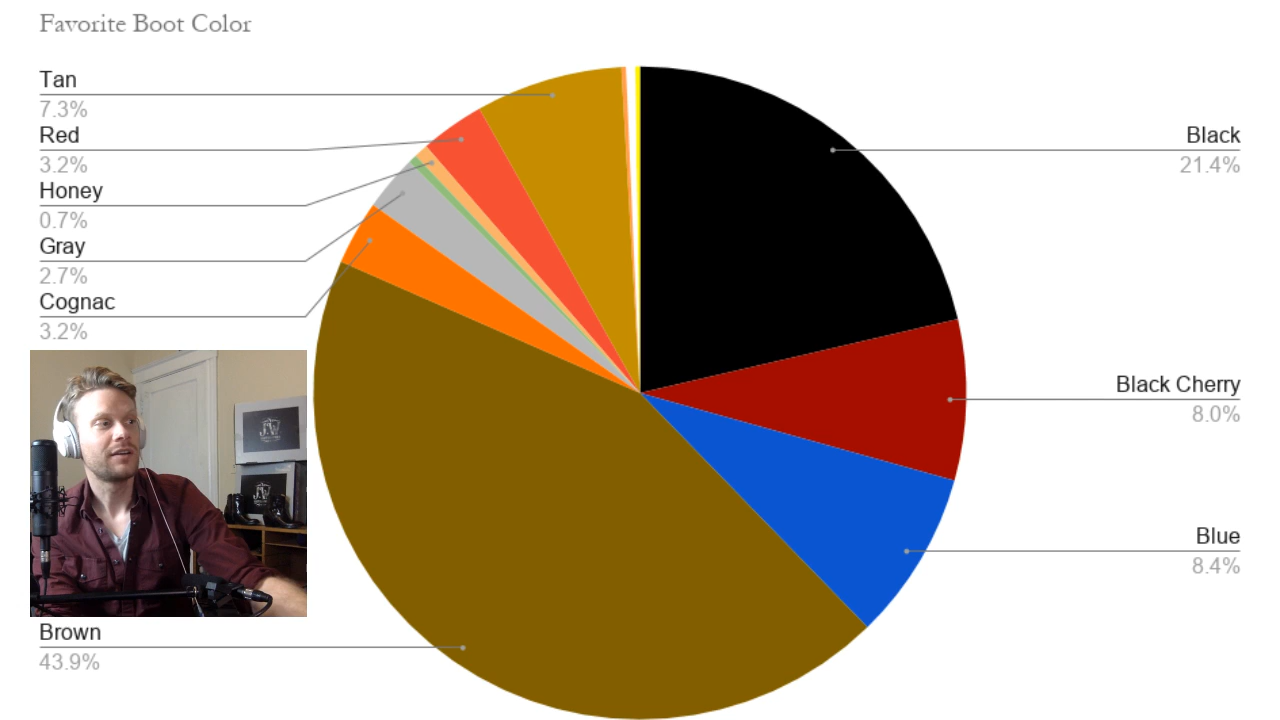 Favorite Boot Color
Tan
7.3%
Red
3.2%
Honey
0.7%
Gray
2.7%
Cognac
3.2%
Brown
43.9%
Black
21.4%
Black Cherry
8.0%
Blue
8.4%